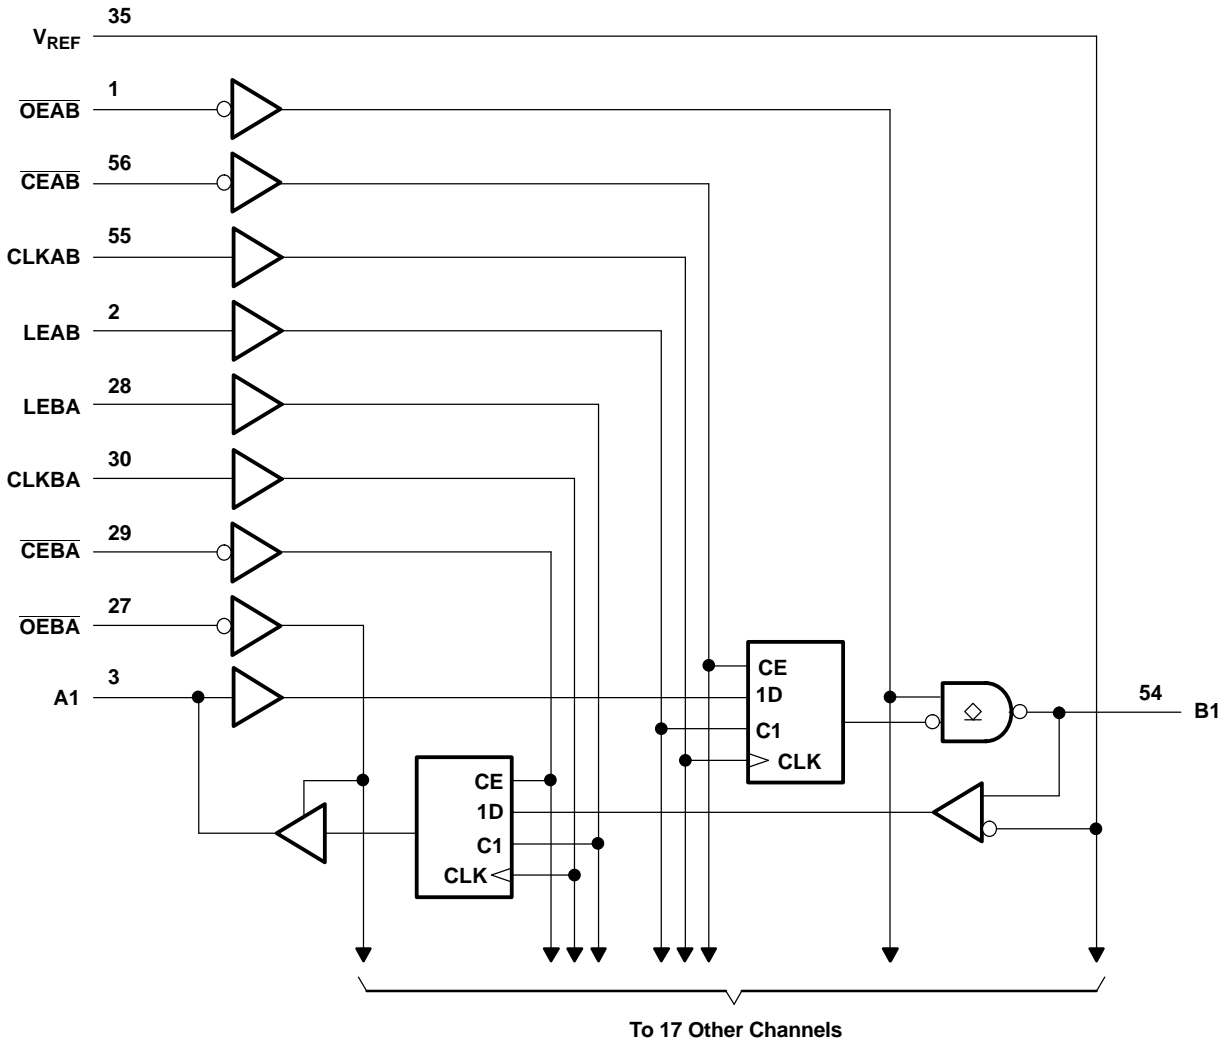 35
VREF
1
OEAB
56
CEAB
55
CLKAB
2
LEAB
28
LEBA
30
CLKBA
29
CEBA
27
OEBA
3
A1
CE
1D
C1
CLK
54
B1
CE
1D
C1
CLK
To 17 Other Channels